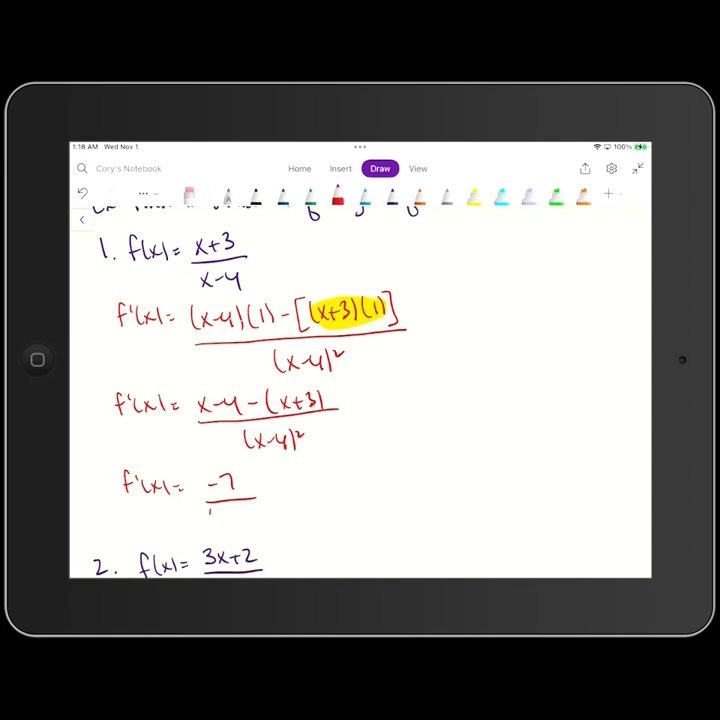 1:18 AM Wed Nov 1 100%
Cory's Notebook Home Insert Draw View
1. f(x) = x+3
x-4
f'(x) = (x-4)(1) - [(x+3)(1)]
(x-4)²
f'(x) = x-4-(x+3)
(x-4)²
f'(x) = -7
2. f(x) = 3x+2